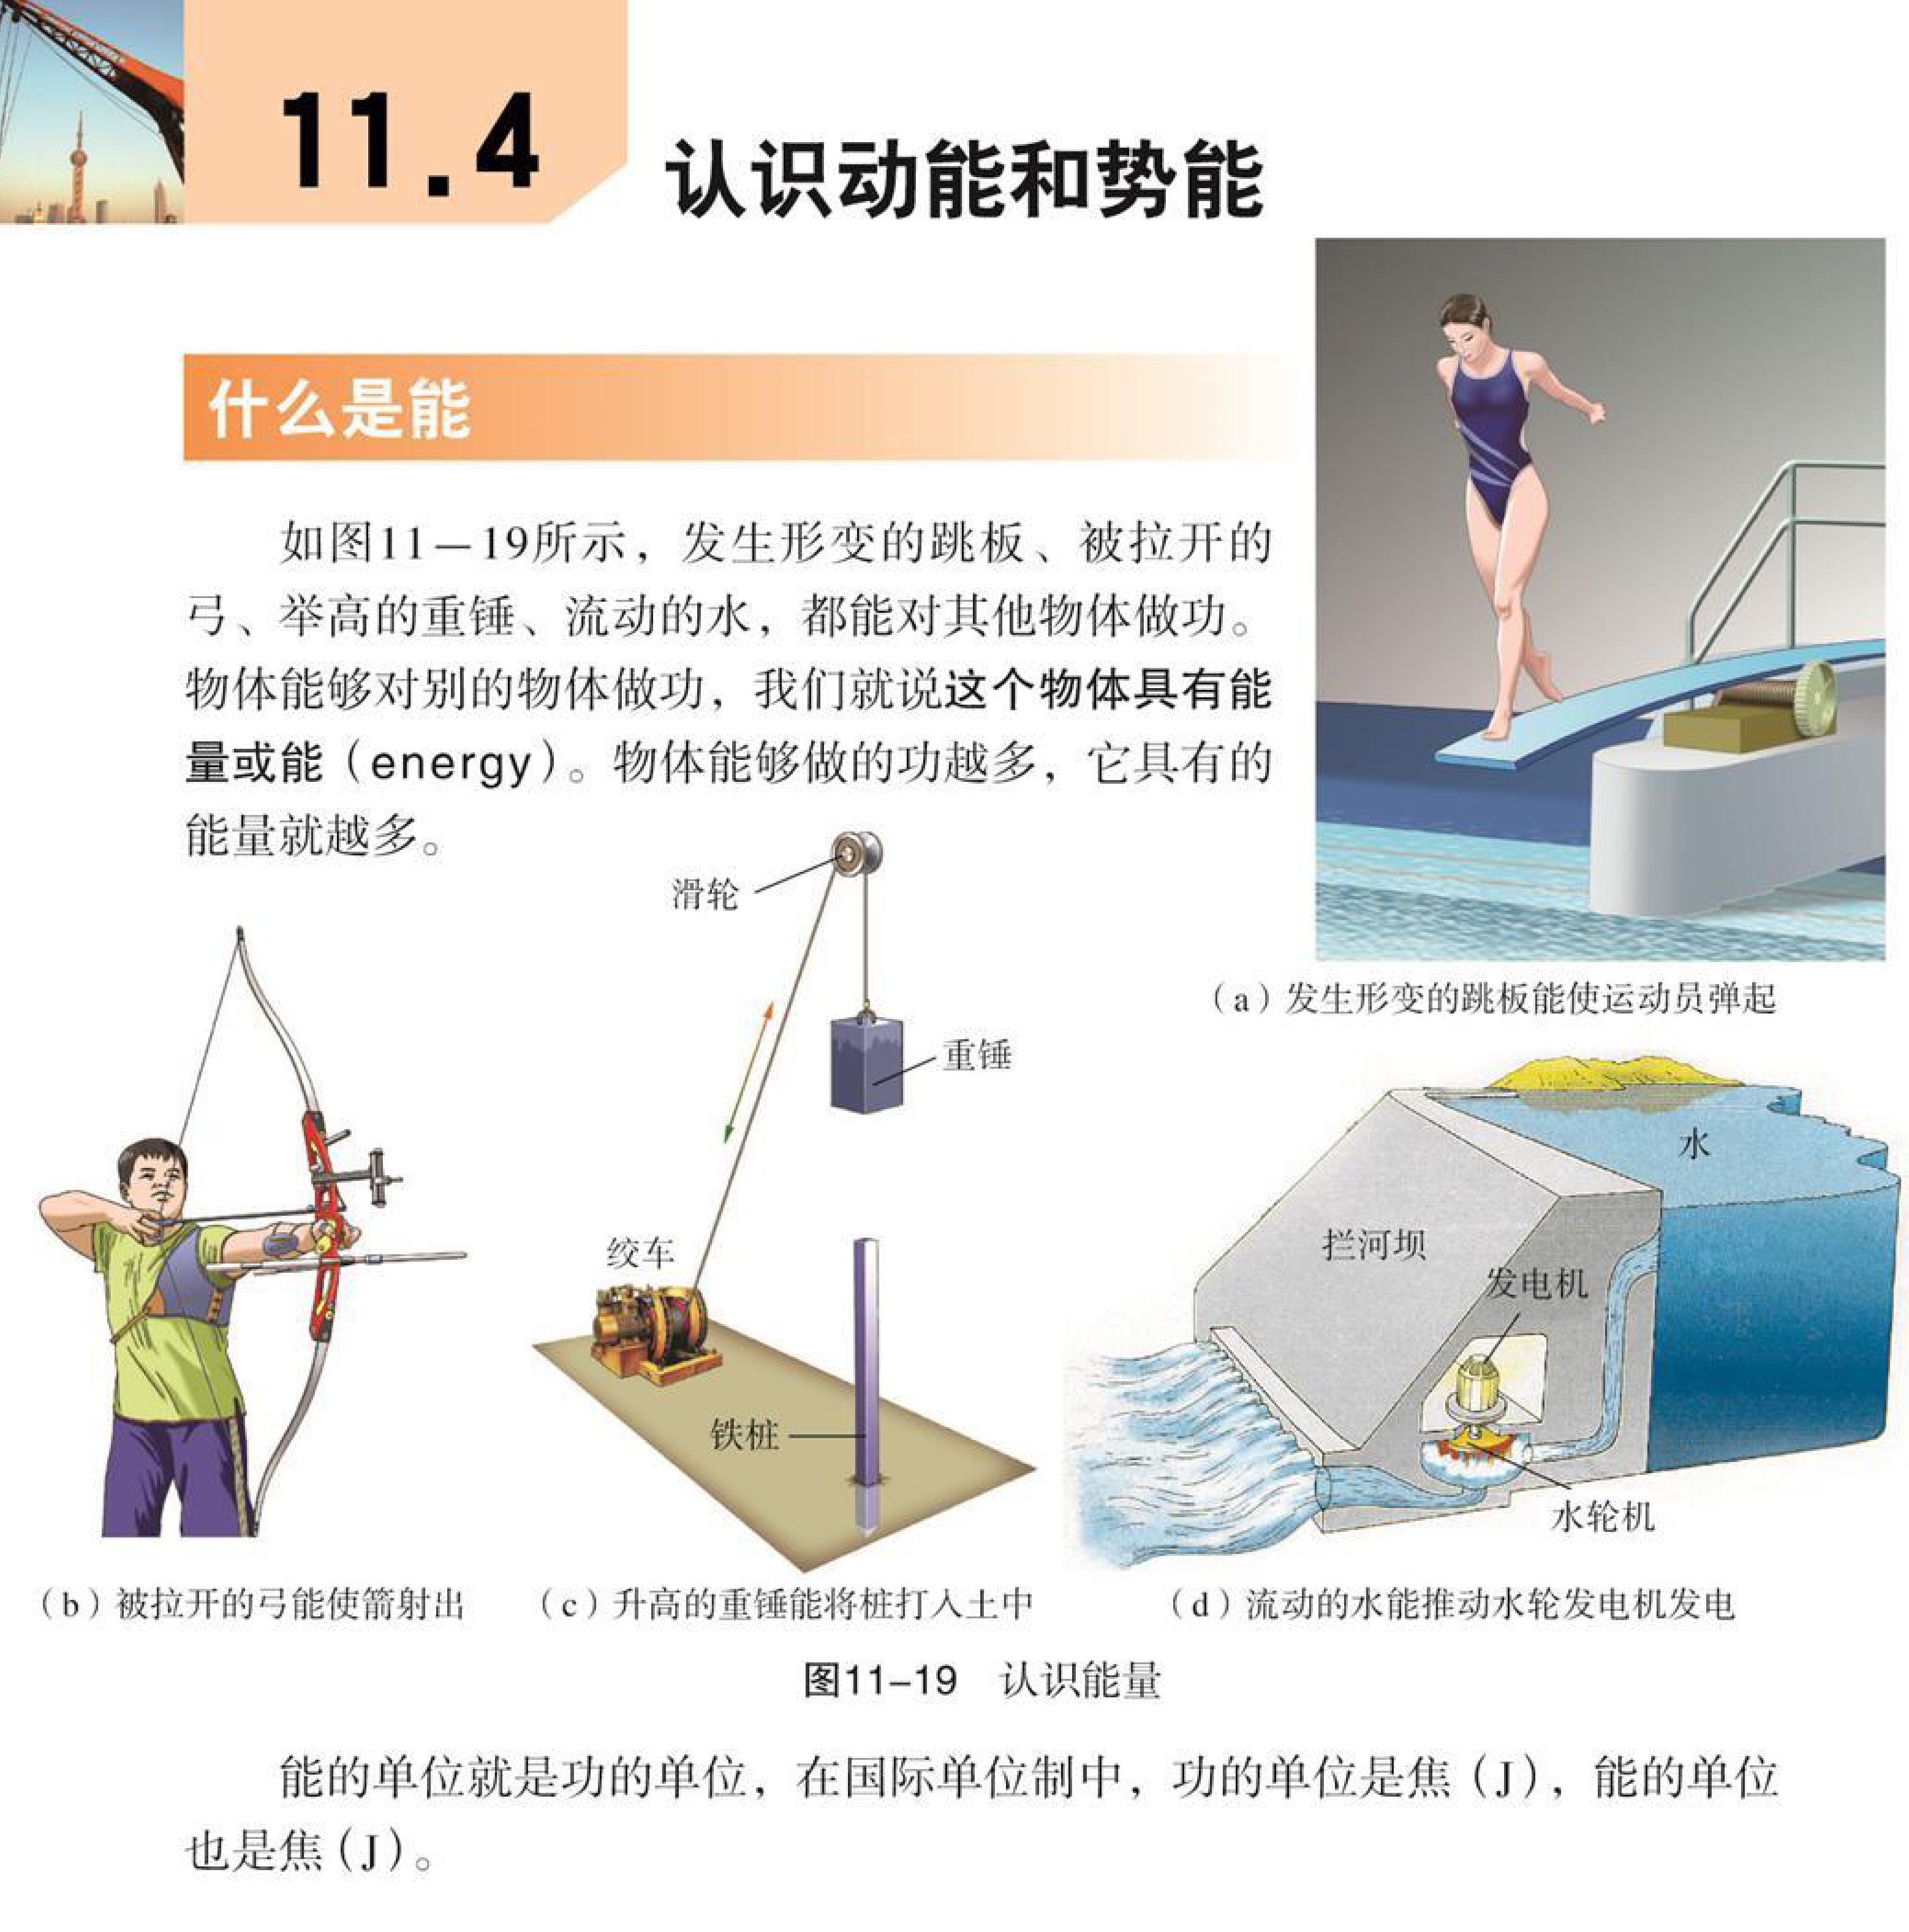 11.4 认识动能和势能
什么是能
如图11－19所示，发生形变的跳板、被拉开的
弓、举高的重锤、流动的水，都能对其他物体做功。
物体能够对别的物体做功，我们就说这个物体具有能
量或能（energy）。物体能够做的功越多，它具有的
能量就越多。
滑轮
重锤
绞车
铁桩
（a）发生形变的跳板能使运动员弹起
水
拦河坝
发电机
水轮机
（b）被拉开的弓能使箭射出
（c）升高的重锤能将桩打入土中
（d）流动的水能推动水轮发电机发电
图11–19 认识能量
能的单位就是功的单位，在国际单位制中，功的单位是焦（J），能的单位
也是焦（J）。